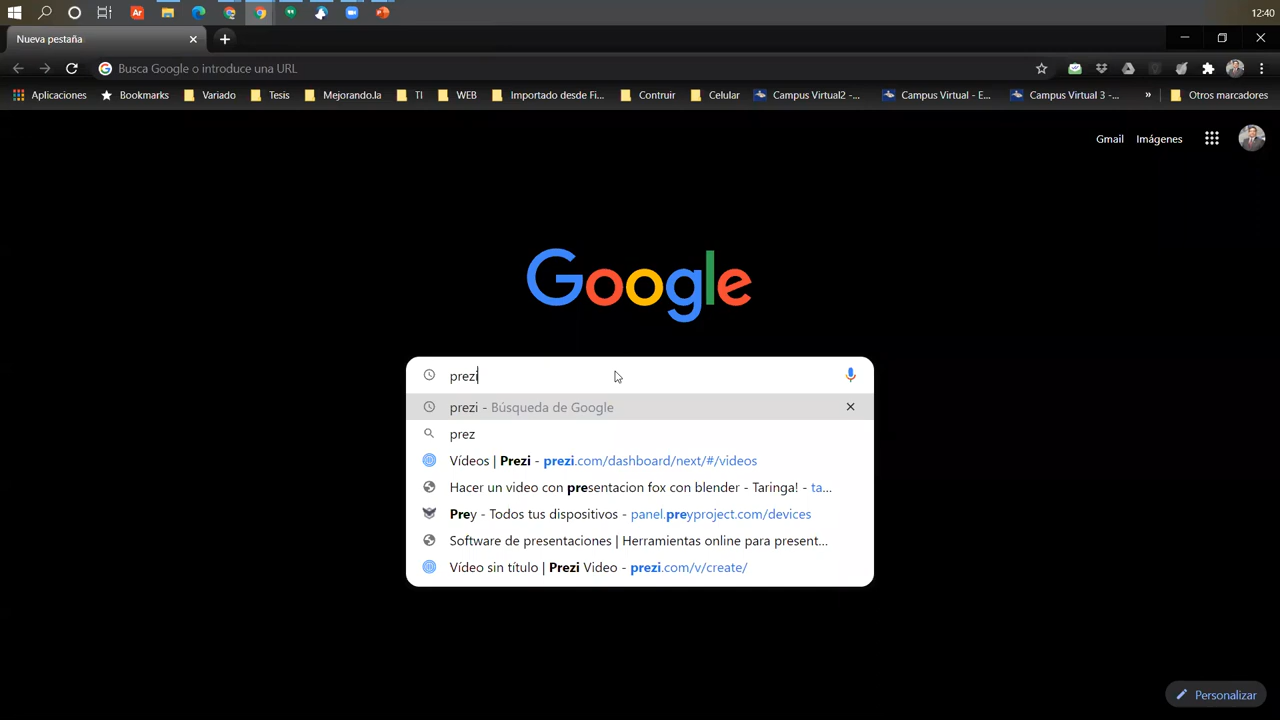 12:40
Nueva pestaña
Busca Google o introduce una URL
Aplicaciones Bookmarks Variado Tesis Mejorando.la TI WEB Importado desde Fi... Contruir Celular Campus Virtual2 -... Campus Virtual - E... Campus Virtual 3 -... » Otros marcadores
Gmail Imágenes
Google
prezi
prezi - Búsqueda de Google
prez
Vídeos | Prezi - prezi.com/dashboard/next/#/videos
Hacer un video con presentacion fox con blender - Taringa! - ta...
Prey - Todos tus dispositivos - panel.preyproject.com/devices
Software de presentaciones | Herramientas online para present...
Vídeo sin título | Prezi Video - prezi.com/v/create/
Personalizar